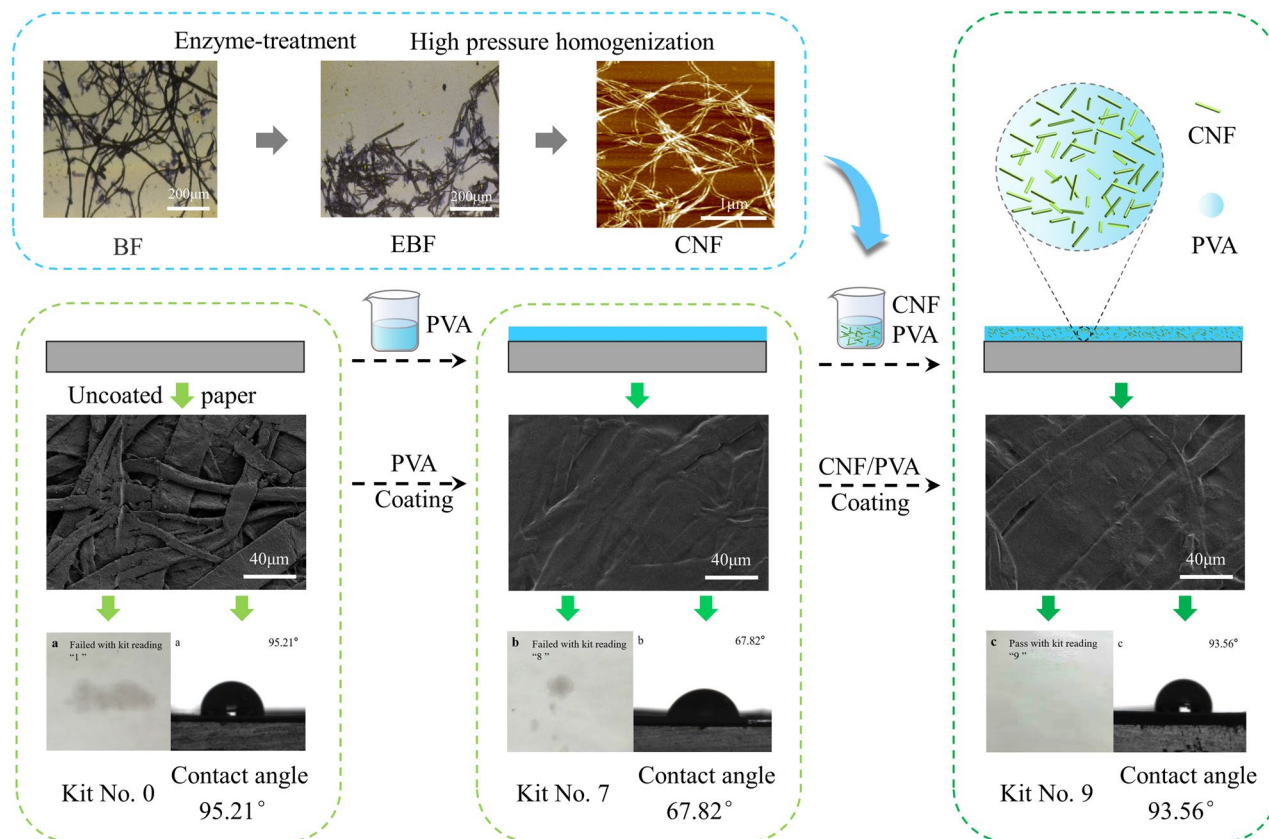 Enzyme-treatment
High pressure homogenization
200μm
200μm
1μm
BF
EBF
CNF
CNF
PVA
PVA
CNF
PVA
Uncoated paper
40μm
PVA
Coating
40μm
CNF/PVA
Coating
40μm
a Failed with kit reading
“1 ”
a
95.21°
Kit No. 0
Contact angle
95.21°
b Failed with kit reading
“8 ”
b
67.82°
Kit No. 7
Contact angle
67.82°
c Pass with kit reading
“9 ”
c
93.56°
Kit No. 9
Contact angle
93.56°